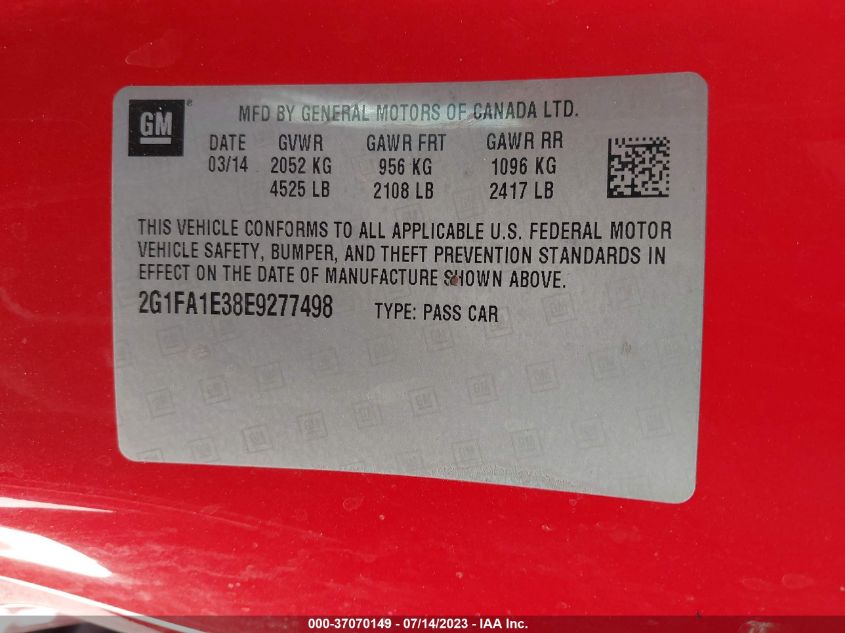 GM ® MFD BY GENERAL MOTORS OF CANADA LTD.
DATE GVWR GAWR FRT GAWR RR
03/14 2052 KG 956 KG 1096 KG
4525 LB 2108 LB 2417 LB
THIS VEHICLE CONFORMS TO ALL APPLICABLE U.S. FEDERAL MOTOR
VEHICLE SAFETY, BUMPER, AND THEFT PREVENTION STANDARDS IN
EFFECT ON THE DATE OF MANUFACTURE SHOWN ABOVE.
2G1FA1E38E9277498 TYPE: PASS CAR
000-37070149 - 07/14/2023 - IAA Inc.